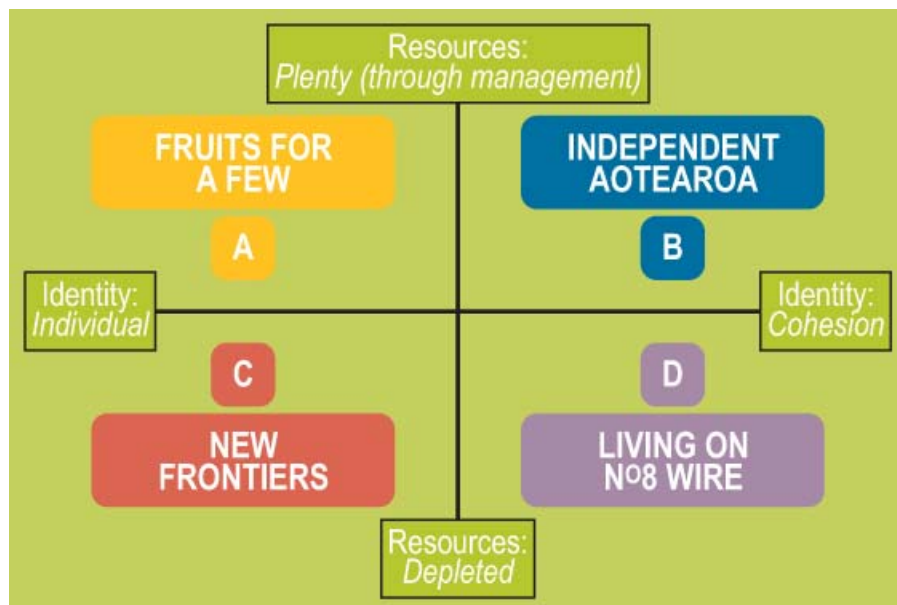 Resources:
Plenty (through management)
FRUITS FOR
A FEW
INDEPENDENT
AOTEAROA
A
B
Identity:
Individual
Identity:
Cohesion
C
D
NEW
FRONTIERS
LIVING ON
Nº8 WIRE
Resources:
Depleted